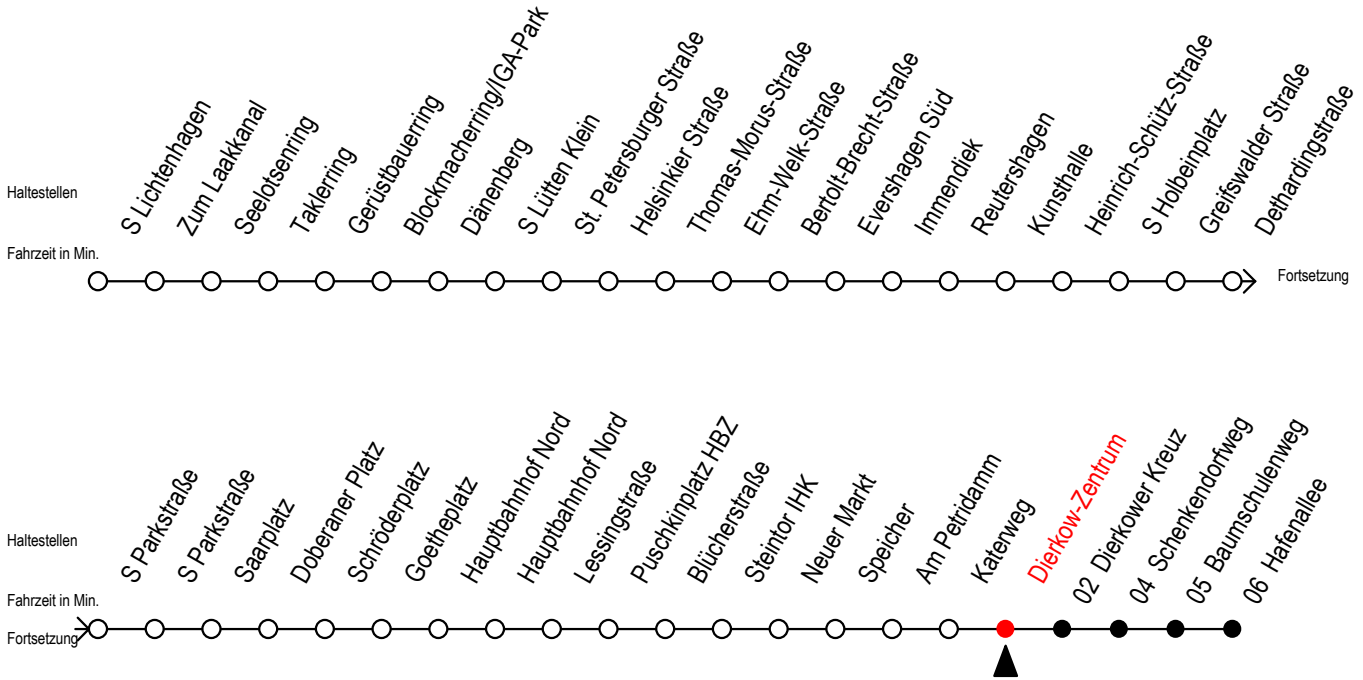 S Lichtenhagen
Zum Laakkanal
Seelotsenring
Taklerring
Gerüstbauerring
Blockmacherring/IGA-Park
Dänenberg
S Lütten Klein
St. Petersburger Straße
Helsinkier Straße
Thomas-Morus-Straße
Ehm-Welk-Straße
Bertolt-Brecht-Straße
Evershagen Süd
Immendiek
Reutershagen
Kunsthalle
Heinrich-Schütz-Straße
S Holbeinplatz
Greifswalder Straße
Dethardingstraße
Haltestellen
Fahrzeit in Min.
Fortsetzung
S Parkstraße
S Parkstraße
Saarplatz
Doberaner Platz
Schröderplatz
Goetheplatz
Hauptbahnhof Nord
Hauptbahnhof Nord
Lessingstraße
Puschkinplatz HBZ
Blücherstraße
Steintor IHK
Neuer Markt
Speicher
Am Petridamm
Katenweg
Dierkow-Zentrum
02 Dierkower Kreuz
04 Schenkendorfweg
05 Baumschulenweg
06 Hafenallee
Haltestellen
Fahrzeit in Min.
Fortsetzung